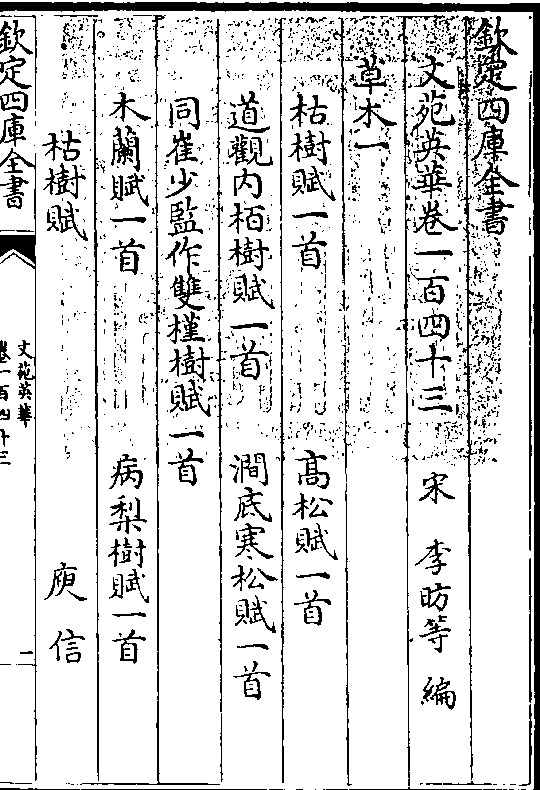 欽定四庫全書
文苑英華卷一百四十三　宋　李昉等　編
草木一
枯樹賦一首　高松賦一首
道觀内栢樹賦一首　澗底寒松賦一首
同崔少監作雙槿樹賦一首
木蘭賦一首　病梨樹賦一首
枯樹賦　庾信
欽定四庫全書
文苑英華
卷一百四十三
二